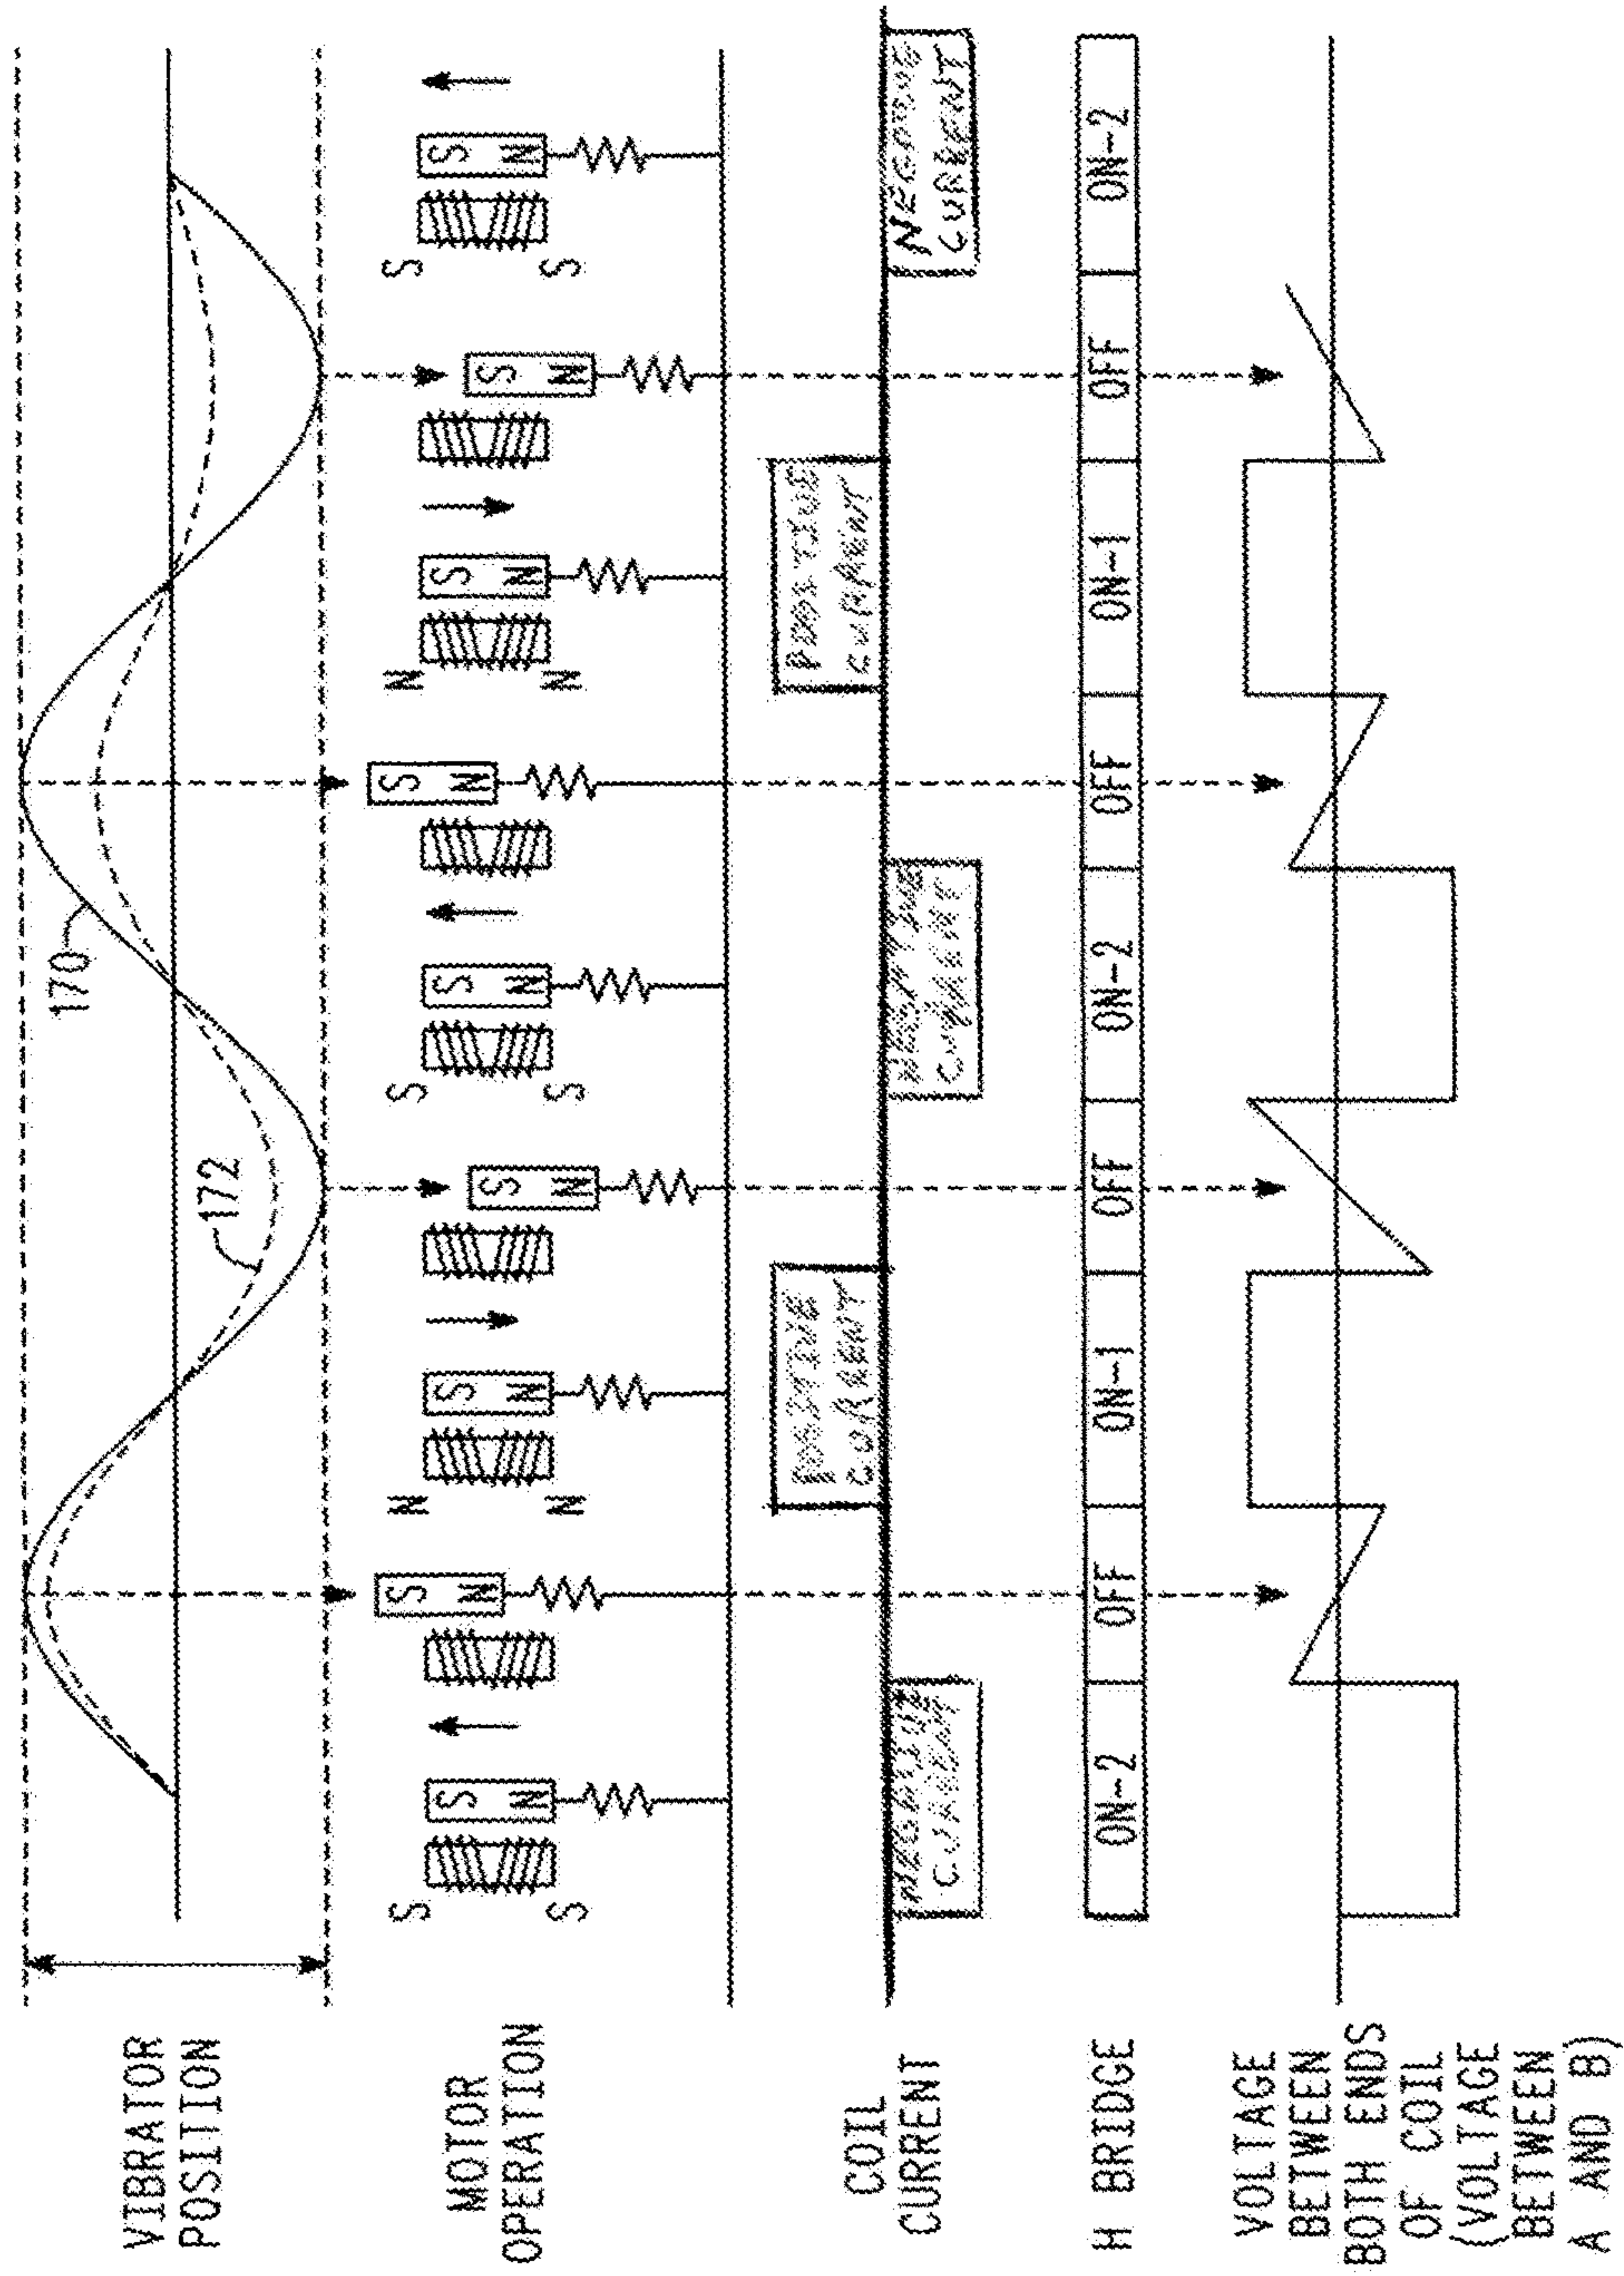 VIBRATOR
POSITION
170
172
MOTOR
OPERATION
S S S N S S S S S N S S S S
S N N N N N S N N N N N S N
COIL
CURRENT
NEGATIVE
CURRENT
POSITIVE
CURRENT
NEGATIVE
CURRENT
POSITIVE
CURRENT
NEGATIVE
CURRENT
H BRIDGE
ON-2 OFF ON-1 OFF ON-2 OFF ON-1 OFF ON-2
VOLTAGE
BETWEEN
BOTH ENDS
OF COIL
(VOLTAGE
BETWEEN
A AND B)